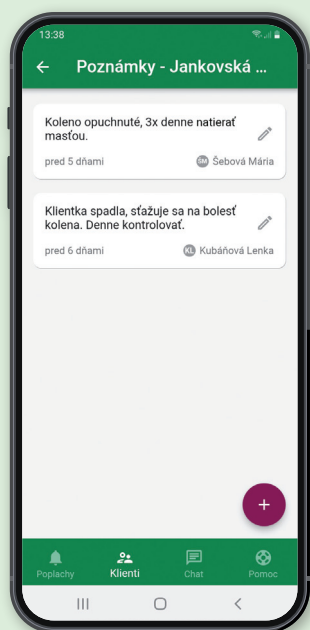 13:38
Poznámky - Jankovská ...
Koleno opuchnuté, 3x denne natierať
masťou.
pred 5 dňami
ŠM Šebová Mária
Klientka spadla, sťažuje sa na bolesť
kolena. Denne kontrolovať.
pred 6 dňami
KL Kubáňová Lenka
+
Poplachy
Klienti
Chat
Pomoc